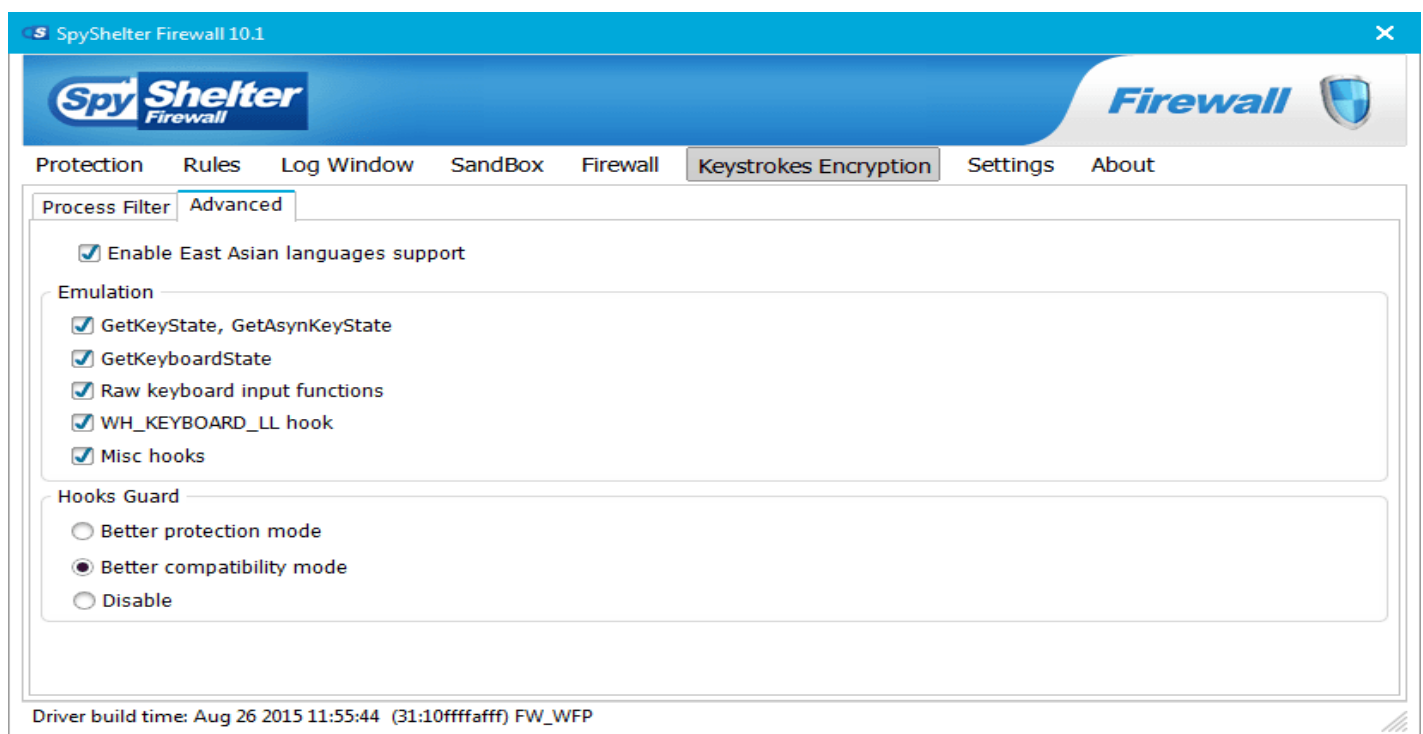 SpyShelter Firewall 10.1
Spy Shelter
Firewall
Firewall
Protection Rules Log Window SandBox Firewall Keystrokes Encryption Settings About
Process Filter Advanced
Enable East Asian languages support
Emulation
GetKeyState, GetAsynKeyState
GetKeyboardState
Raw keyboard input functions
WH_KEYBOARD_LL hook
Misc hooks
Hooks Guard
Better protection mode
Better compatibility mode
Disable
Driver build time: Aug 26 2015 11:55:44 (31:10ffffafff) FW_WFP